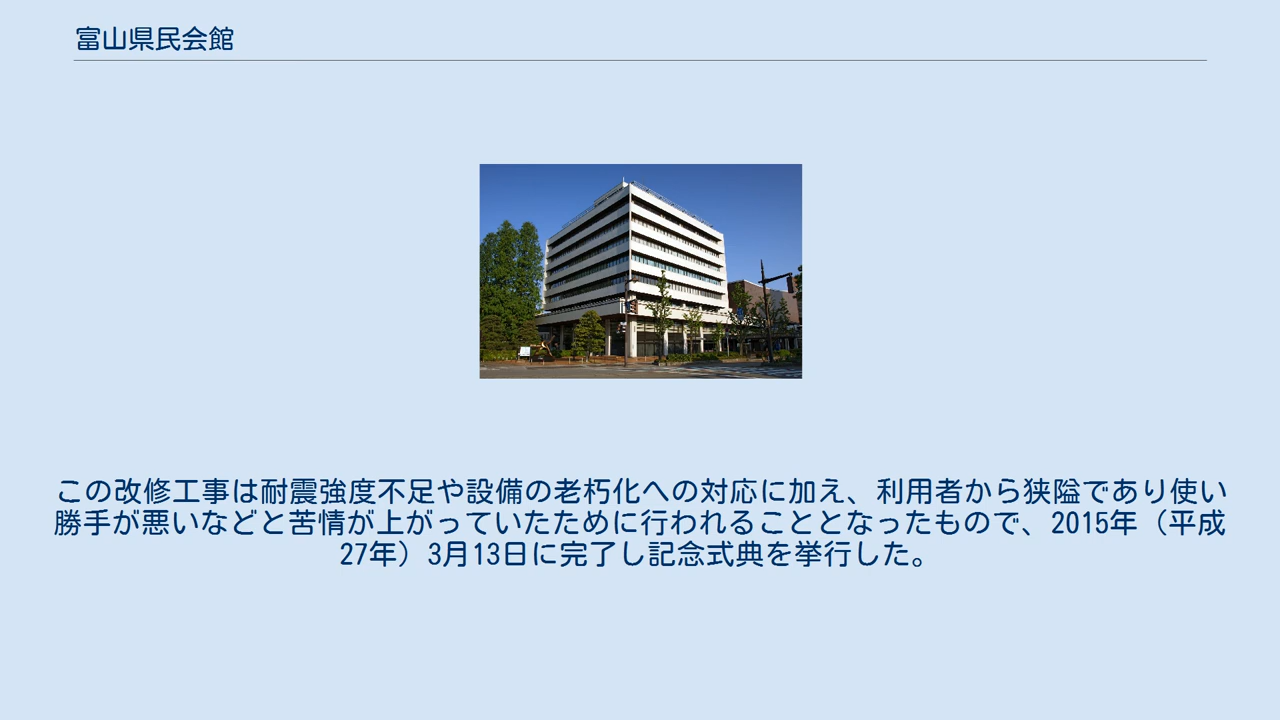 富山県民会館
この改修工事は耐震強度不足や設備の老朽化への対応に加え、利用者から狭隘であり使い
勝手が悪いなどと苦情が上がっていたために行われることとなったもので、2015年（平成
27年）3月13日に完了し記念式典を挙行した。